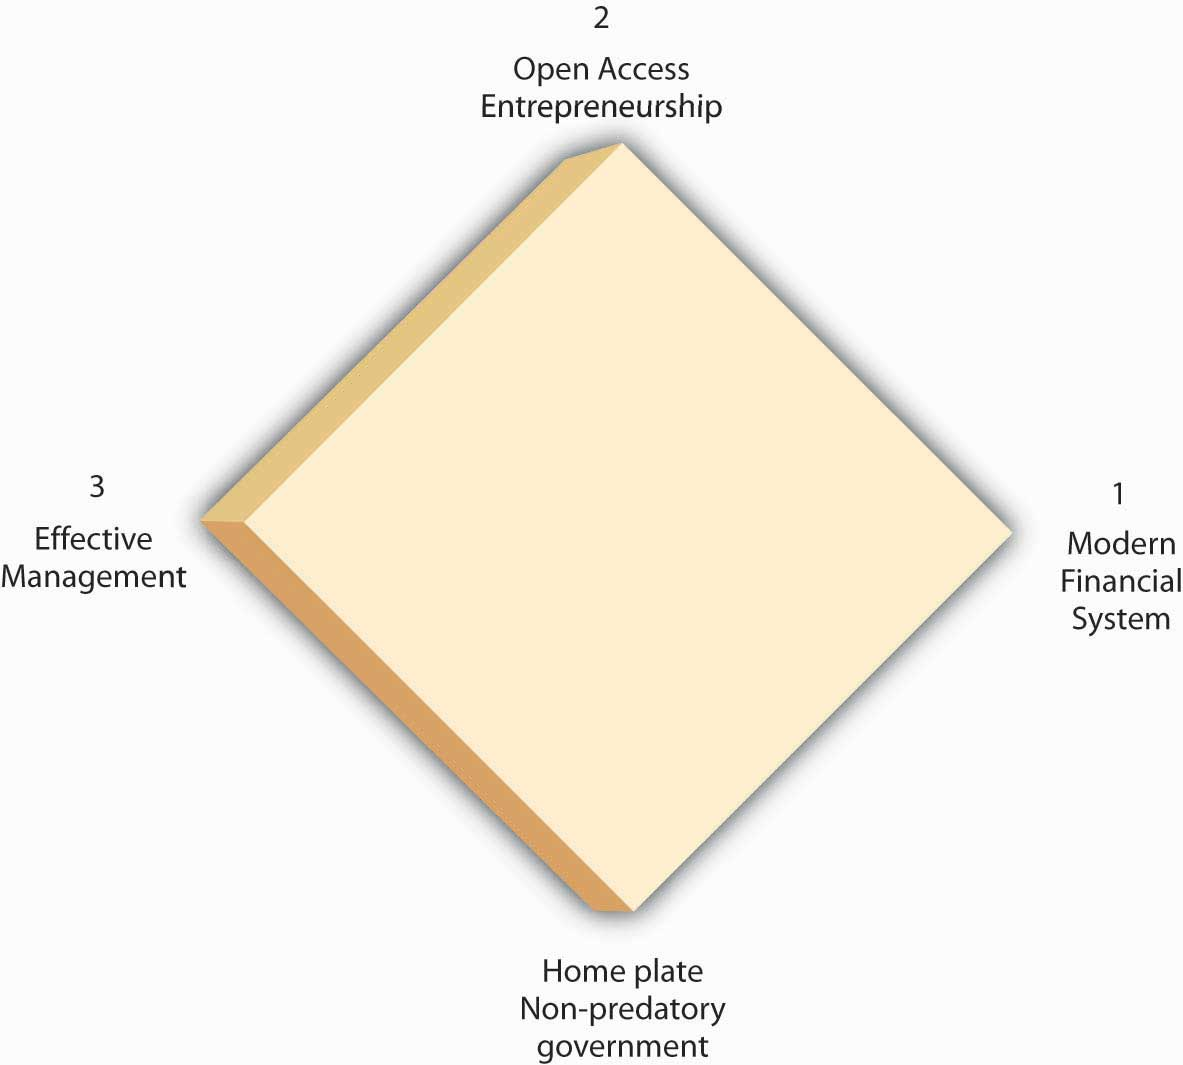 2
Open Access
Entrepreneurship
3
Effective
Management
1
Modern
Financial
System
Home plate
Non-predatory
government